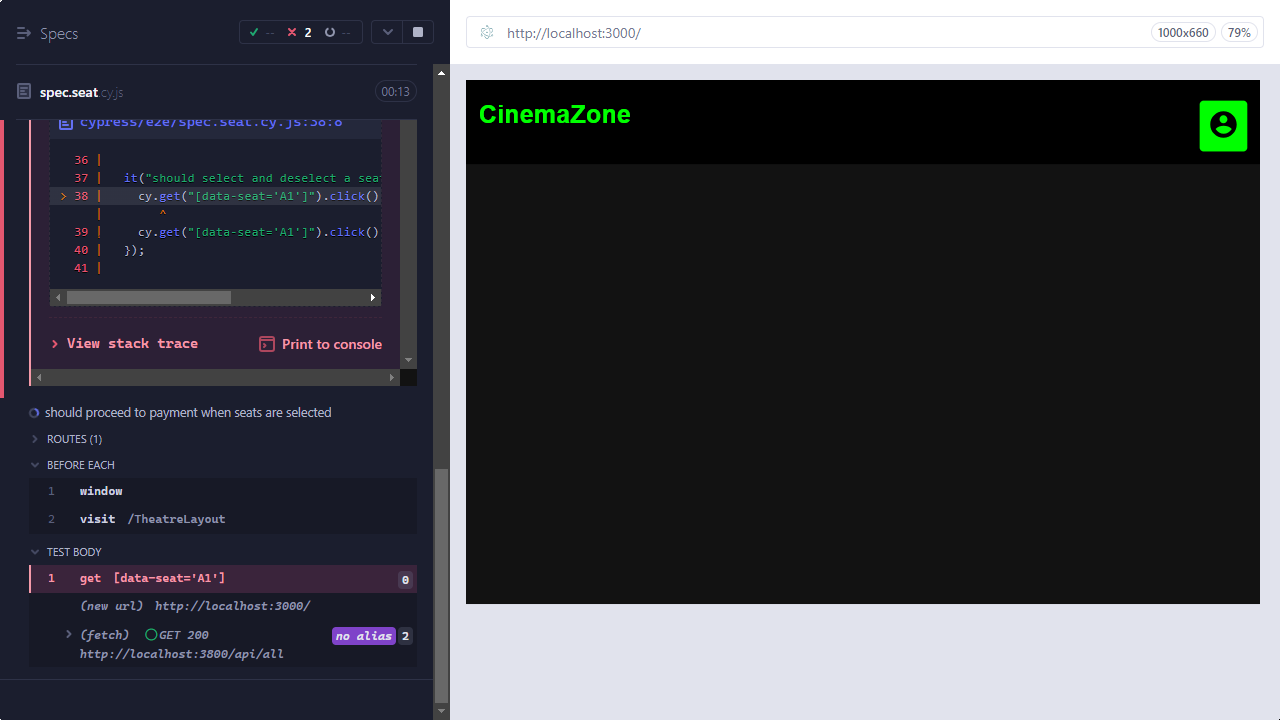 Specs
-- 2 --
spec.seat.cy.js 00:13
cypress/e2e/spec.seat.cy.js:38:8
36 |
37 | it("should select and deselect a sea
> 38 | cy.get("[data-seat='A1']").click()
| ^
39 | cy.get("[data-seat='A1']").click()
40 | });
41 |
View stack trace Print to console
should proceed to payment when seats are selected
ROUTES (1)
BEFORE EACH
1 window
2 visit /TheatreLayout
TEST BODY
1 get [data-seat='A1'] 0
(new url) http://localhost:3000/
(fetch) GET 200 no alias 2
http://localhost:3800/api/all
http://localhost:3000/ 1000x660 79%
CinemaZone